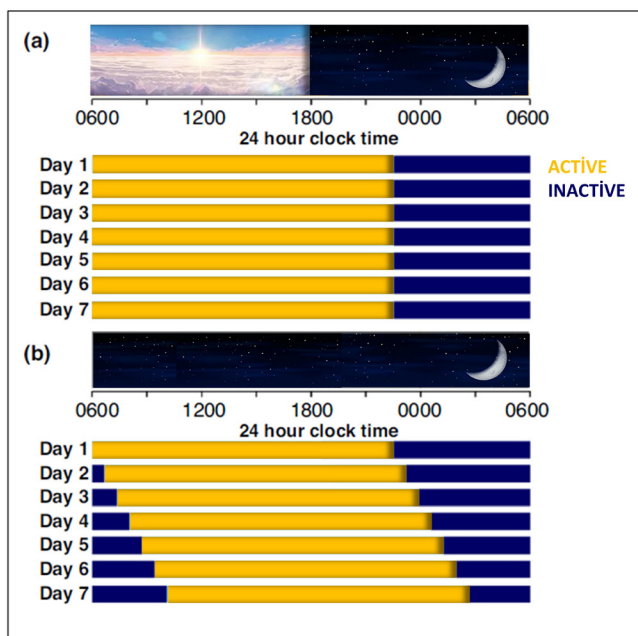 (a)
0600 1200 1800 0000 0600
24 hour clock time
Day 1 ACTİVE
Day 2 INACTİVE
Day 3
Day 4
Day 5
Day 6
Day 7
(b)
0600 1200 1800 0000 0600
24 hour clock time
Day 1
Day 2
Day 3
Day 4
Day 5
Day 6
Day 7